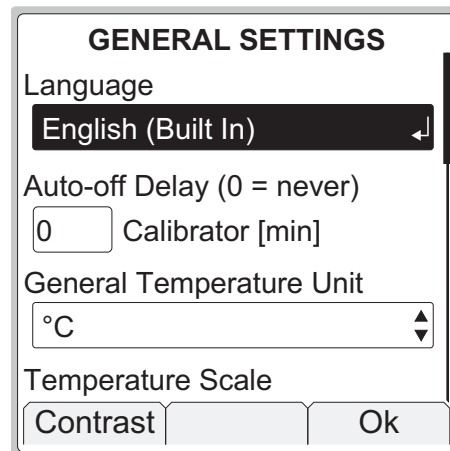 GENERAL SETTINGS
Language
English (Built In)
Auto-off Delay (0 = never)
0 Calibrator [min]
General Temperature Unit
°C
Temperature Scale
Contrast Ok